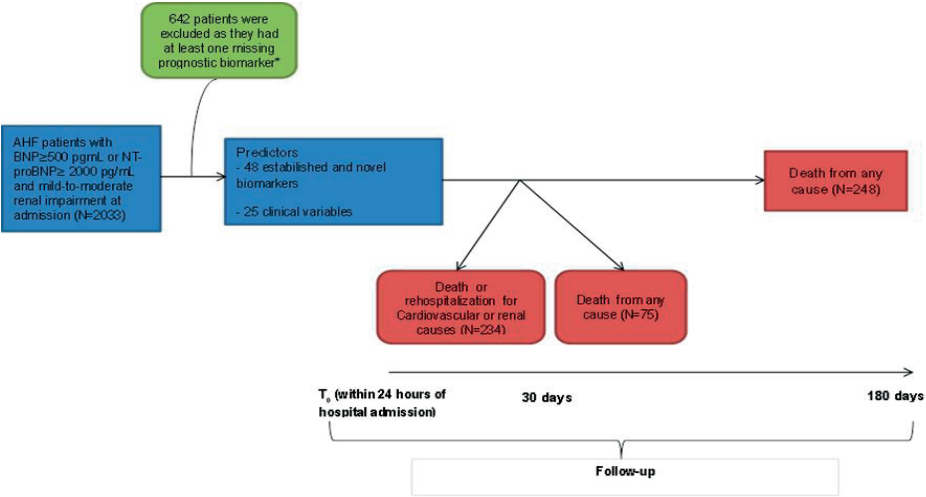 642 patients were
excluded as they had
at least one missing
prognostic biomarker*
AHF patients with
BNP≥500 pgmL or NT-
proBNP≥ 2000 pg/mL
and mild-to-moderate
renal impairment at
admission (N=2033)
Predictors
- 48 estabilished and novel
biomarkers
- 25 clinical variables
Death from any
cause (N=248)
Death or
rehospitalization for
Cardiovascular or renal
causes (N=234)
Death from any
cause (N=75)
T0 (within 24 hours of
hospital admission)
30 days
180 days
Follow-up